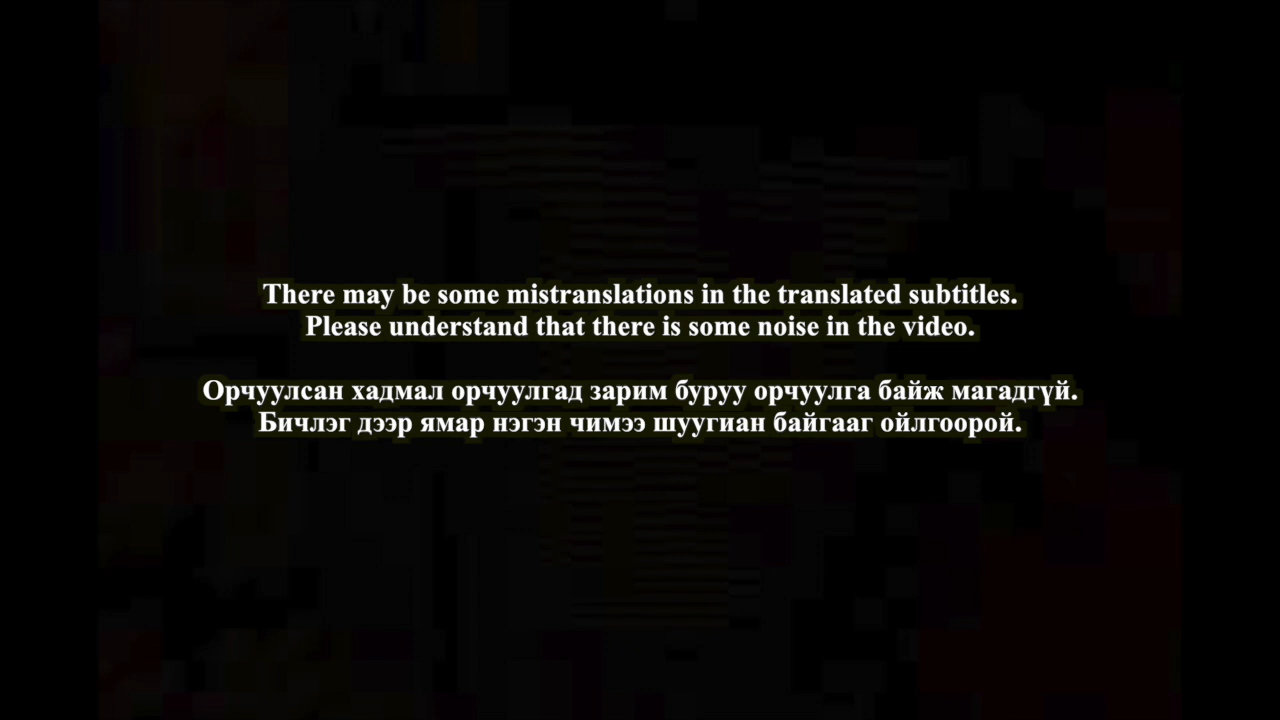 There may be some mistranslations in the translated subtitles.
Please understand that there is some noise in the video.
Орчуулсан хадмал орчуулгад зарим буруу орчуулга байж магадгүй.
Бичлэг дээр ямар нэгэн чимээ шуугиан байгааг ойлгоорой.